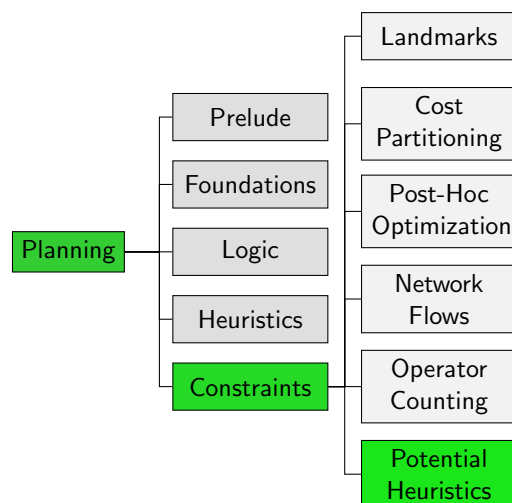 Planning
Prelude
Foundations
Logic
Heuristics
Constraints
Landmarks
Cost
Partitioning
Post-Hoc
Optimization
Network
Flows
Operator
Counting
Potential
Heuristics